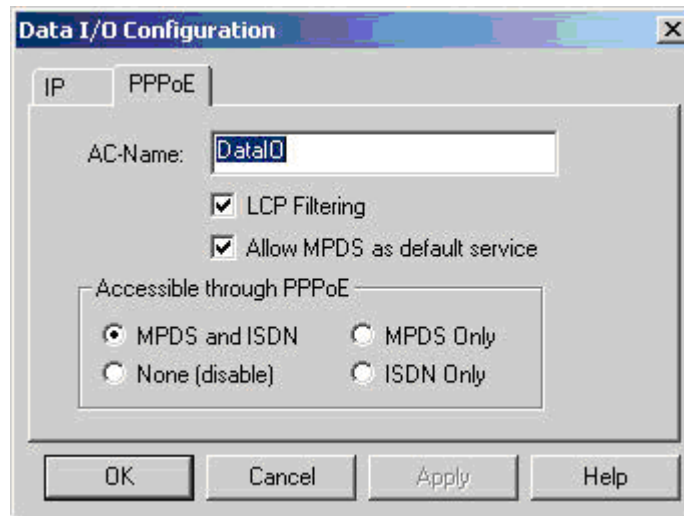 Data I/O Configuration
IP PPPoE
AC-Name: DataIO
LCP Filtering
Allow MPDS as default service
Accessible through PPPoE
MPDS and ISDN MPDS Only
None (disable) ISDN Only
OK Cancel Apply Help